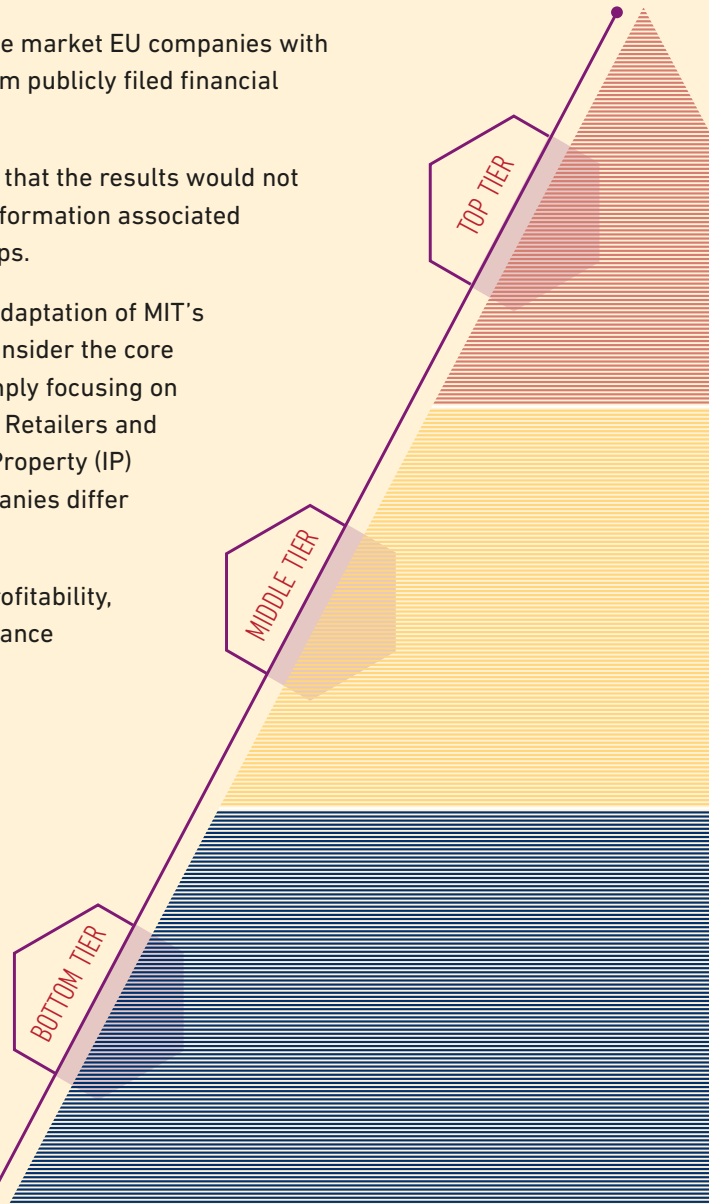 e market EU companies with
m publicly filed financial
that the results would not
formation associated
ps.
daptation of MIT's
nsider the core
nply focusing on
Retailers and
Property (IP)
anies differ
rofitability,
ance
TOP TIER
MIDDLE TIER
BOTTOM TIER